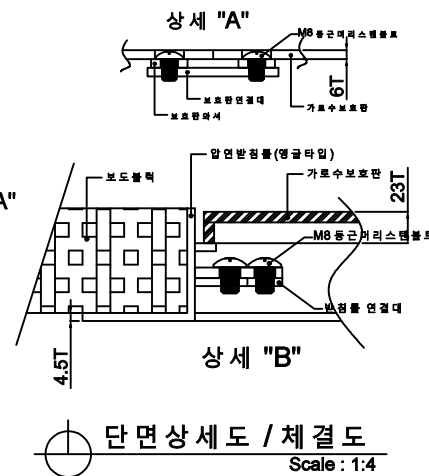 상세 "A"
M8 둥근머리스텐볼트
보호판연결대
가로수보호판
보호판와셔
6T
압연받침틀(앵글타입)
보도블럭
가로수보호판
23T
A"
M8 둥근머리스텐볼트
받침틀 연결대
4.5T
상세 "B"
단면상세도 / 체결도
Scale : 1:4